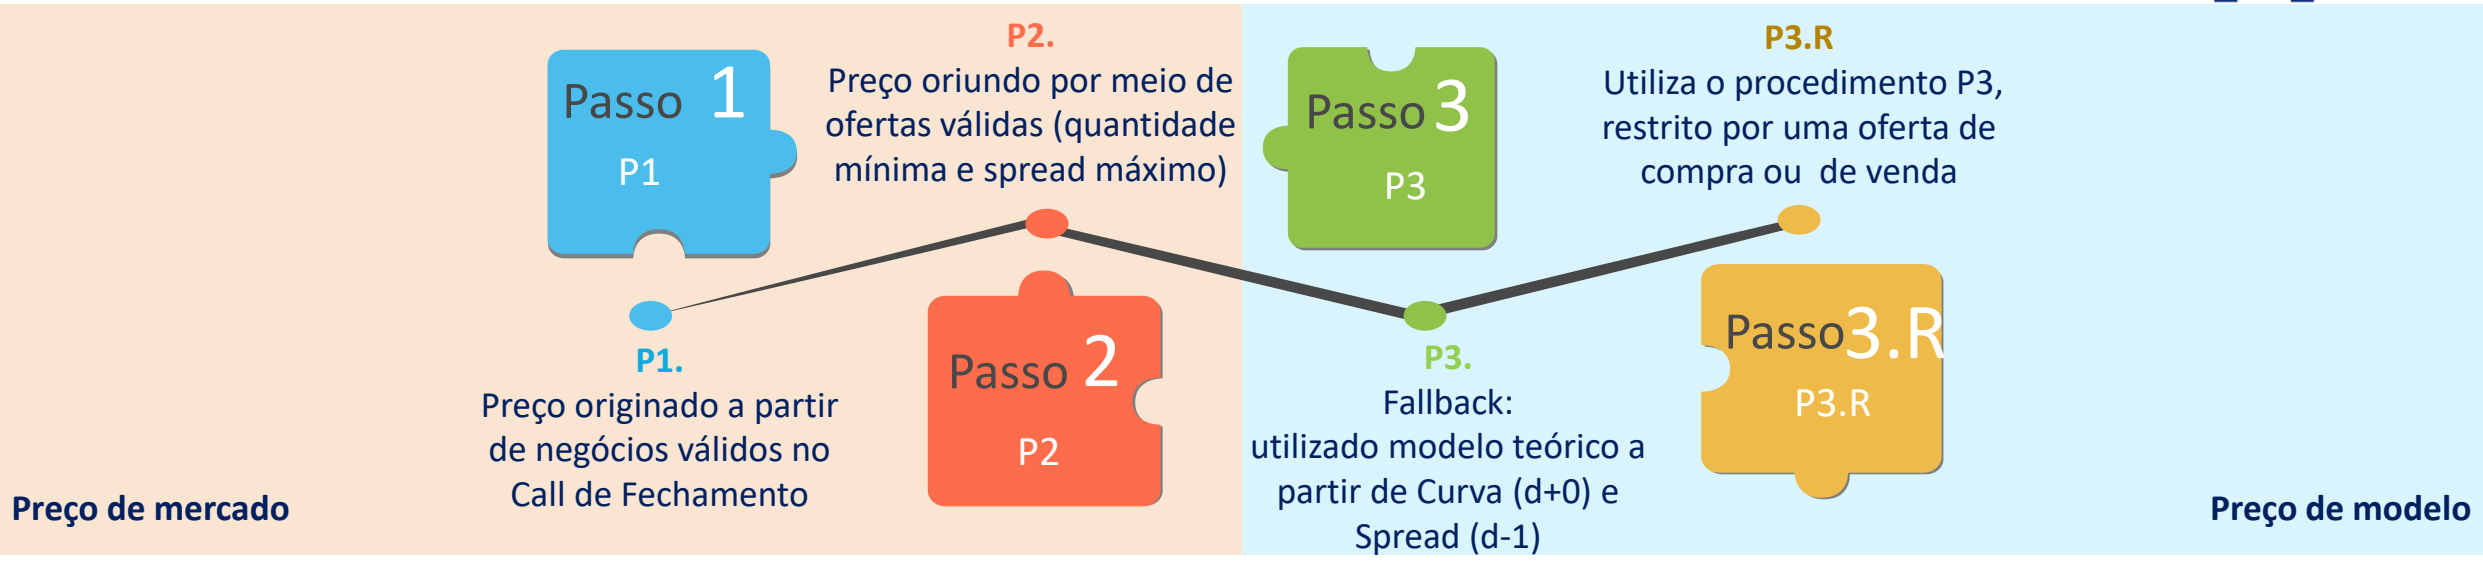 Passo 1
P1
P1.
Preço originado a partir
de negócios válidos no
Call de Fechamento
P2.
Preço oriundo por meio de
ofertas válidas (quantidade
mínima e spread máximo)
Passo 2
P2
Preço de mercado
Passo 3
P3
P3.
Fallback:
utilizado modelo teórico a
partir de Curva (d+0) e
Spread (d-1)
P3.R
Utiliza o procedimento P3,
restrito por uma oferta de
compra ou  de venda
Passo 3.R
P3.R
Preço de modelo